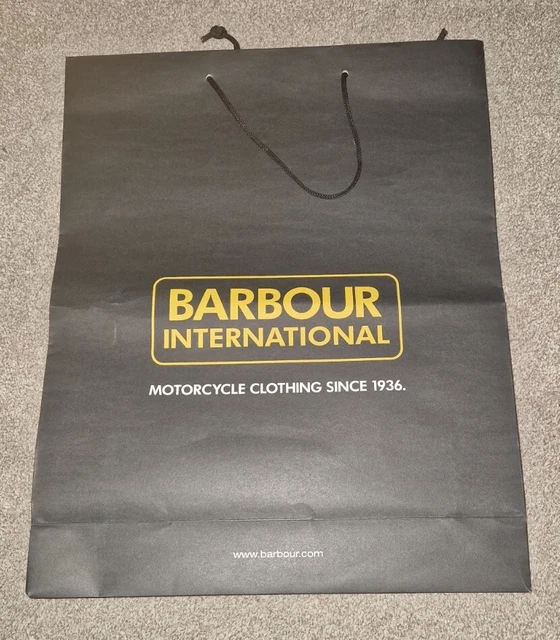 BARBOUR
INTERNATIONAL
MOTORCYCLE CLOTHING SINCE 1936.
www.barbour.com